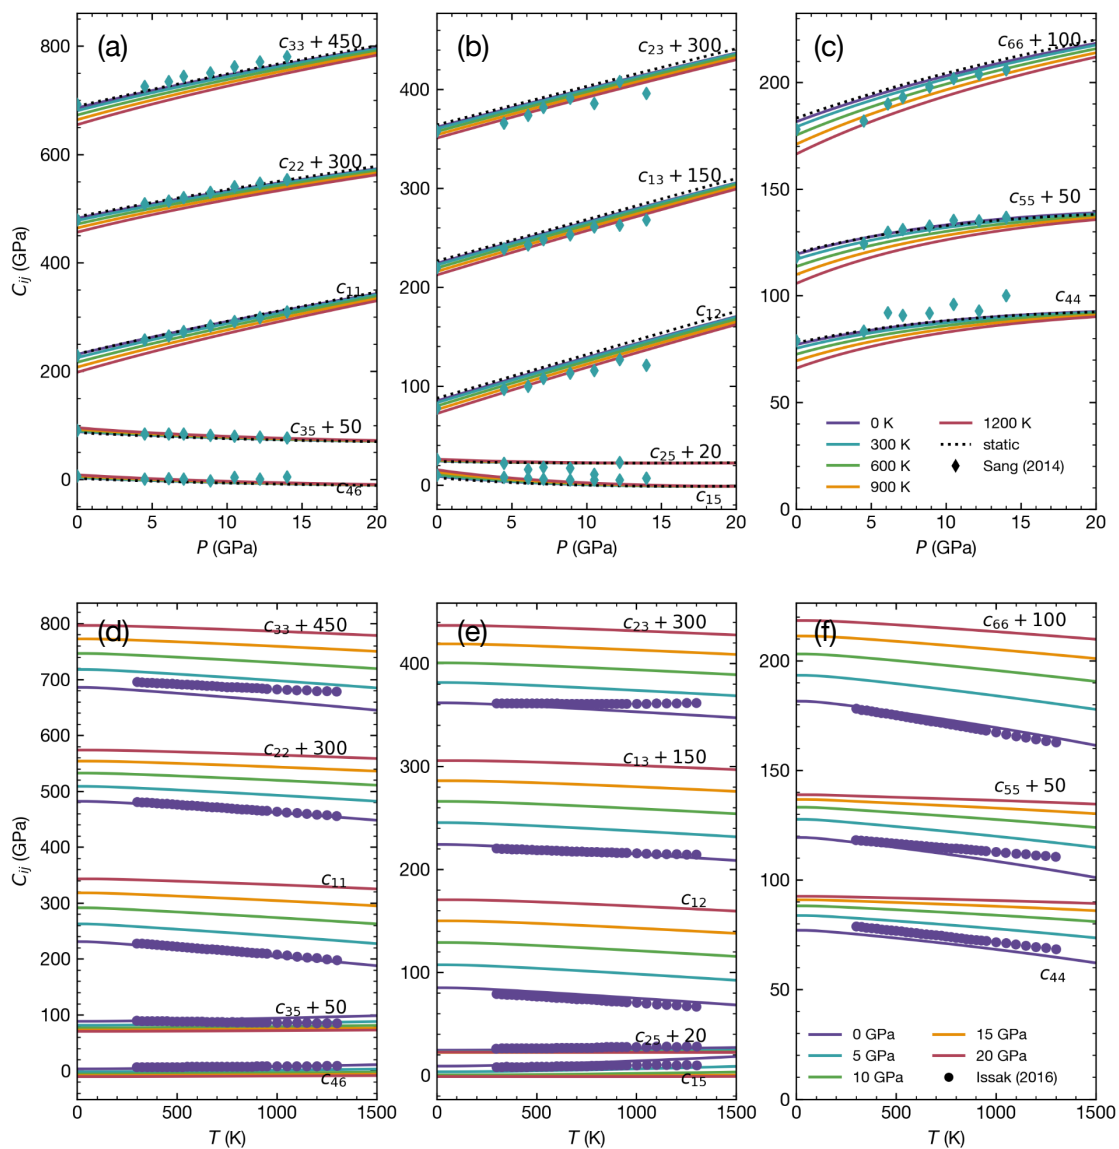 (a)
c33 + 450
c22 + 300
c11
c35 + 50
c46
Cij (GPa)
800
600
400
200
0
0 5 10 15 20
P (GPa)
(b)
c23 + 300
c13 + 150
c12
c25 + 20
c15
400
300
200
100
0
0 5 10 15 20
P (GPa)
(c)
c66 + 100
c55 + 50
c44
200
150
100
50
0
0 K
300 K
600 K
900 K
1200 K
static
Sang (2014)
0 5 10 15 20
P (GPa)
(d)
c33 + 450
c22 + 300
c11
c35 + 50
c46
Cij (GPa)
800
700
600
500
400
300
200
100
0
0 500 1000 1500
T (K)
(e)
c23 + 300
c13 + 150
c12
c25 + 20
c15
400
300
200
100
0
0 500 1000 1500
T (K)
(f)
c66 + 100
c55 + 50
c44
200
150
100
50
0
0 GPa
5 GPa
10 GPa
15 GPa
20 GPa
Issak (2016)
0 500 1000 1500
T (K)